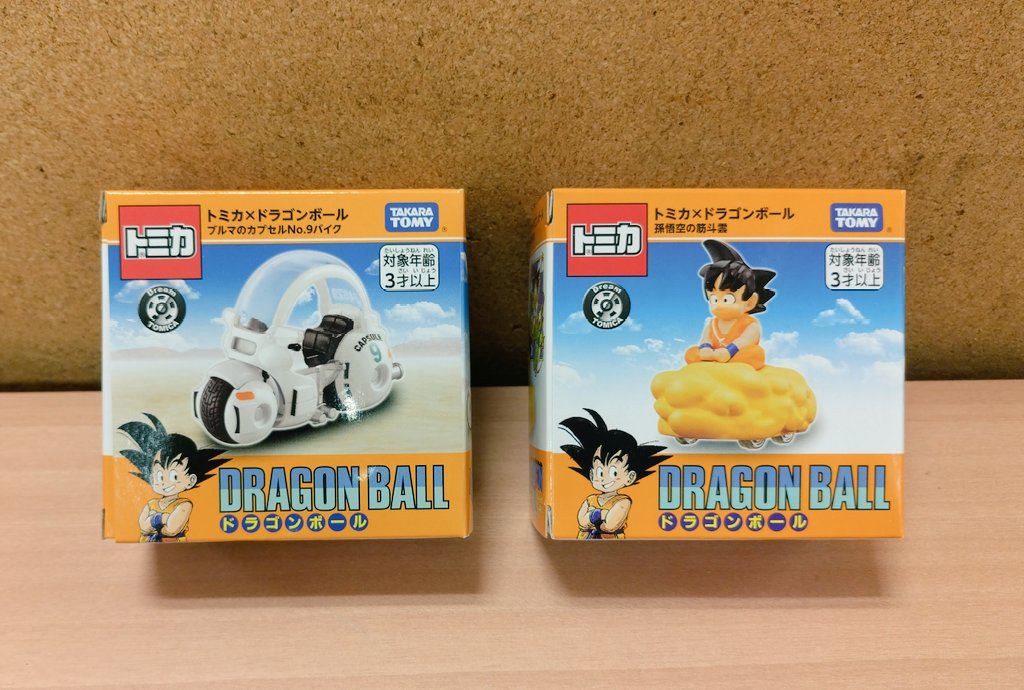 トミカ
トミカ×ドラゴンボール
ブルマのカプセルNo.9バイク
TAKARA
TOMY
®
たいしょうねんれい
対象年齢
さいいじょう
3才以上
Dream
TOMICA
CAPSULE
9
DRAGON BALL
ドラゴンボール
トミカ
トミカ×ドラゴンボール
孫悟空の筋斗雲
TAKARA
TOMY
®
たいしょうねんれい
対象年齢
さいいじょう
3才以上
Dream
TOMICA
DRAGON BALL
ドラゴンボール